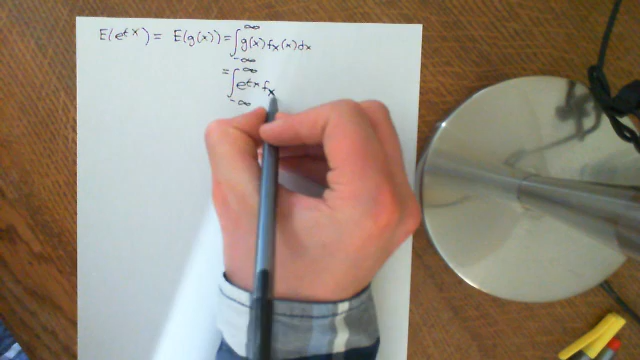 E(e^{tX}) = E(g(x)) = ∫_{-∞}^{∞} g(x) f_X(x) dx
= ∫_{-∞}^{∞} e^{tx} f_X